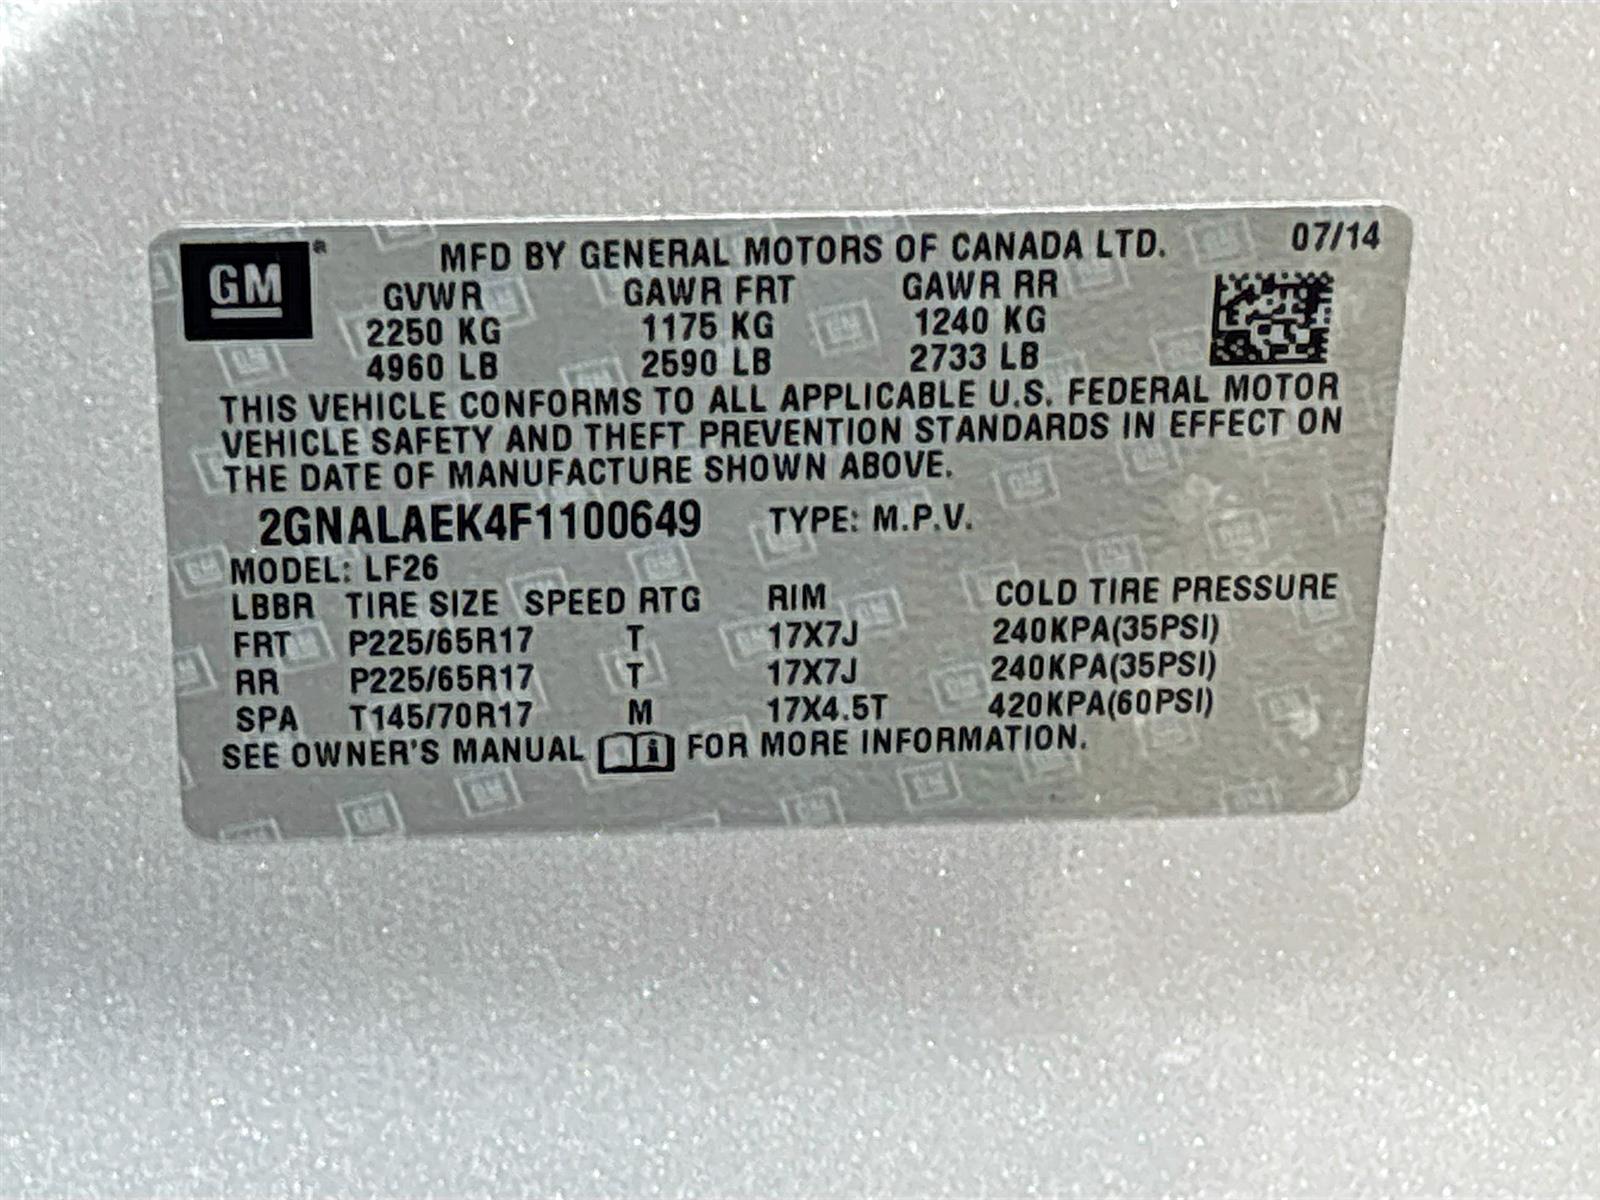 GM® MFD BY GENERAL MOTORS OF CANADA LTD. 07/14
GVWR GAWR FRT GAWR RR
2250 KG 1175 KG 1240 KG
4960 LB 2590 LB 2733 LB
THIS VEHICLE CONFORMS TO ALL APPLICABLE U.S. FEDERAL MOTOR
VEHICLE SAFETY AND THEFT PREVENTION STANDARDS IN EFFECT ON
THE DATE OF MANUFACTURE SHOWN ABOVE.
2GNALAEK4F1100649 TYPE: M.P.V.
MODEL: LF26
LBBR TIRE SIZE SPEED RTG RIM COLD TIRE PRESSURE
FRT P225/65R17 T 17X7J 240KPA(35PSI)
RR P225/65R17 T 17X7J 240KPA(35PSI)
SPA T145/70R17 M 17X4.5T 420KPA(60PSI)
SEE OWNER'S MANUAL i FOR MORE INFORMATION.